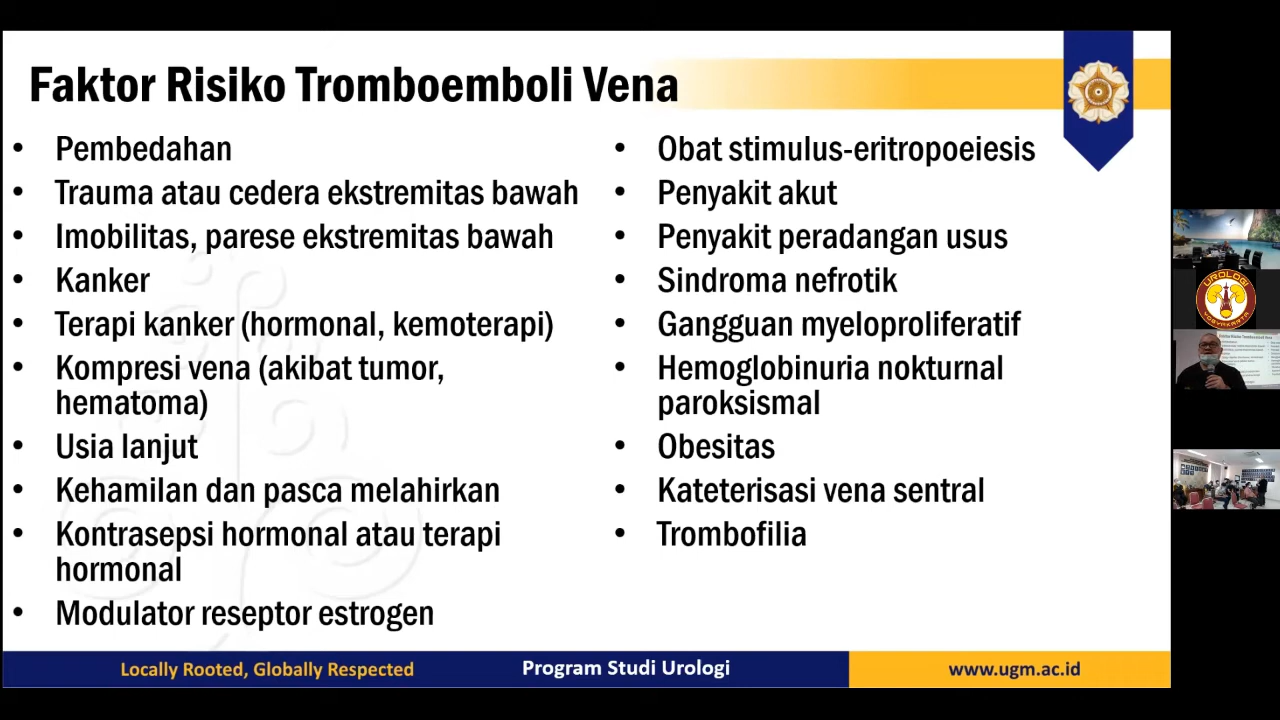 Faktor Risiko Tromboemboli Vena
• Pembedahan
• Trauma atau cedera ekstremitas bawah
• Imobilitas, parese ekstremitas bawah
• Kanker
• Terapi kanker (hormonal, kemoterapi)
• Kompresi vena (akibat tumor,
hematoma)
• Usia lanjut
• Kehamilan dan pasca melahirkan
• Kontrasepsi hormonal atau terapi
hormonal
• Modulator reseptor estrogen
• Obat stimulus-eritropoeiesis
• Penyakit akut
• Penyakit peradangan usus
• Sindroma nefrotik
• Gangguan myeloproliferatif
• Hemoglobinuria nokturnal
paroksismal
• Obesitas
• Kateterisasi vena sentral
• Trombofilia
Locally Rooted, Globally Respected
Program Studi Urologi
www.ugm.ac.id
UROLOGI
YOGYAKARTA